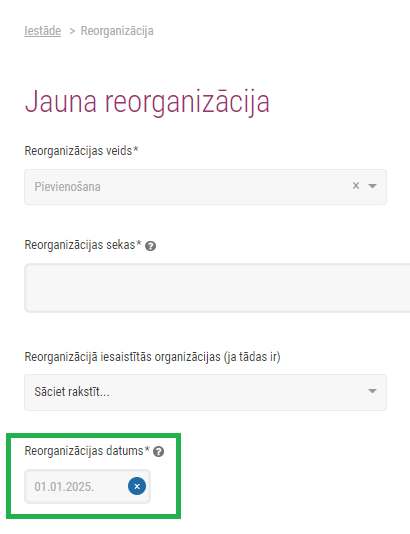 Iestāde > Reorganizācija
Jauna reorganizācija
Reorganizācijas veids*
Pievienošana ×
Reorganizācijas sekas* ?
Reorganizācijā iesaistītās organizācijas (ja tādas ir)
Sāciet rakstīt...
Reorganizācijas datums* ?
01.01.2025. ×